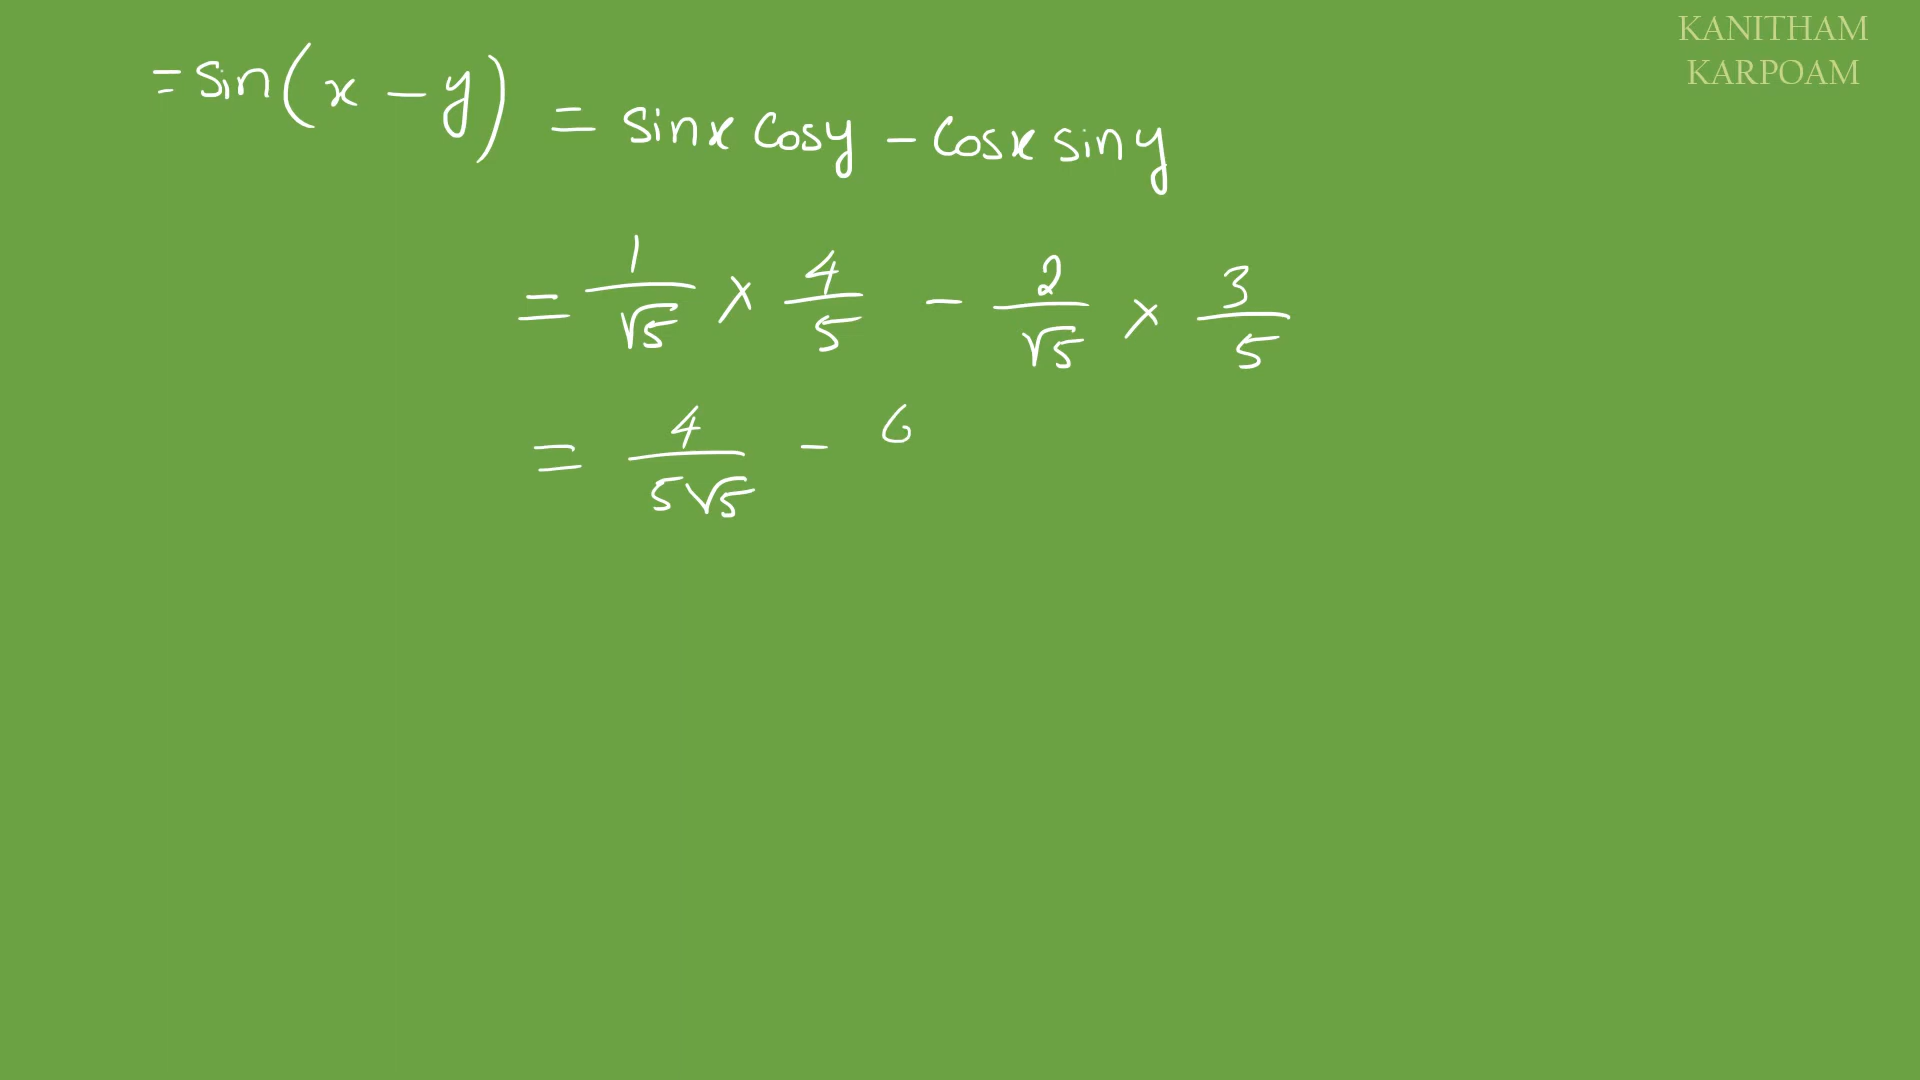 KANITHAM
KARPOAM
= sin(x - y) = sinx cosy - cosx siny
= 1/√5 × 4/5 - 2/√5 × 3/5
= 4/5√5 - 6